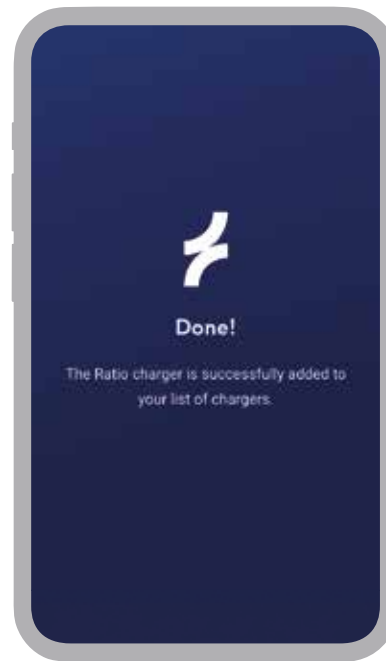 Done!
The Ratio charger is successfully added to
your list of chargers.